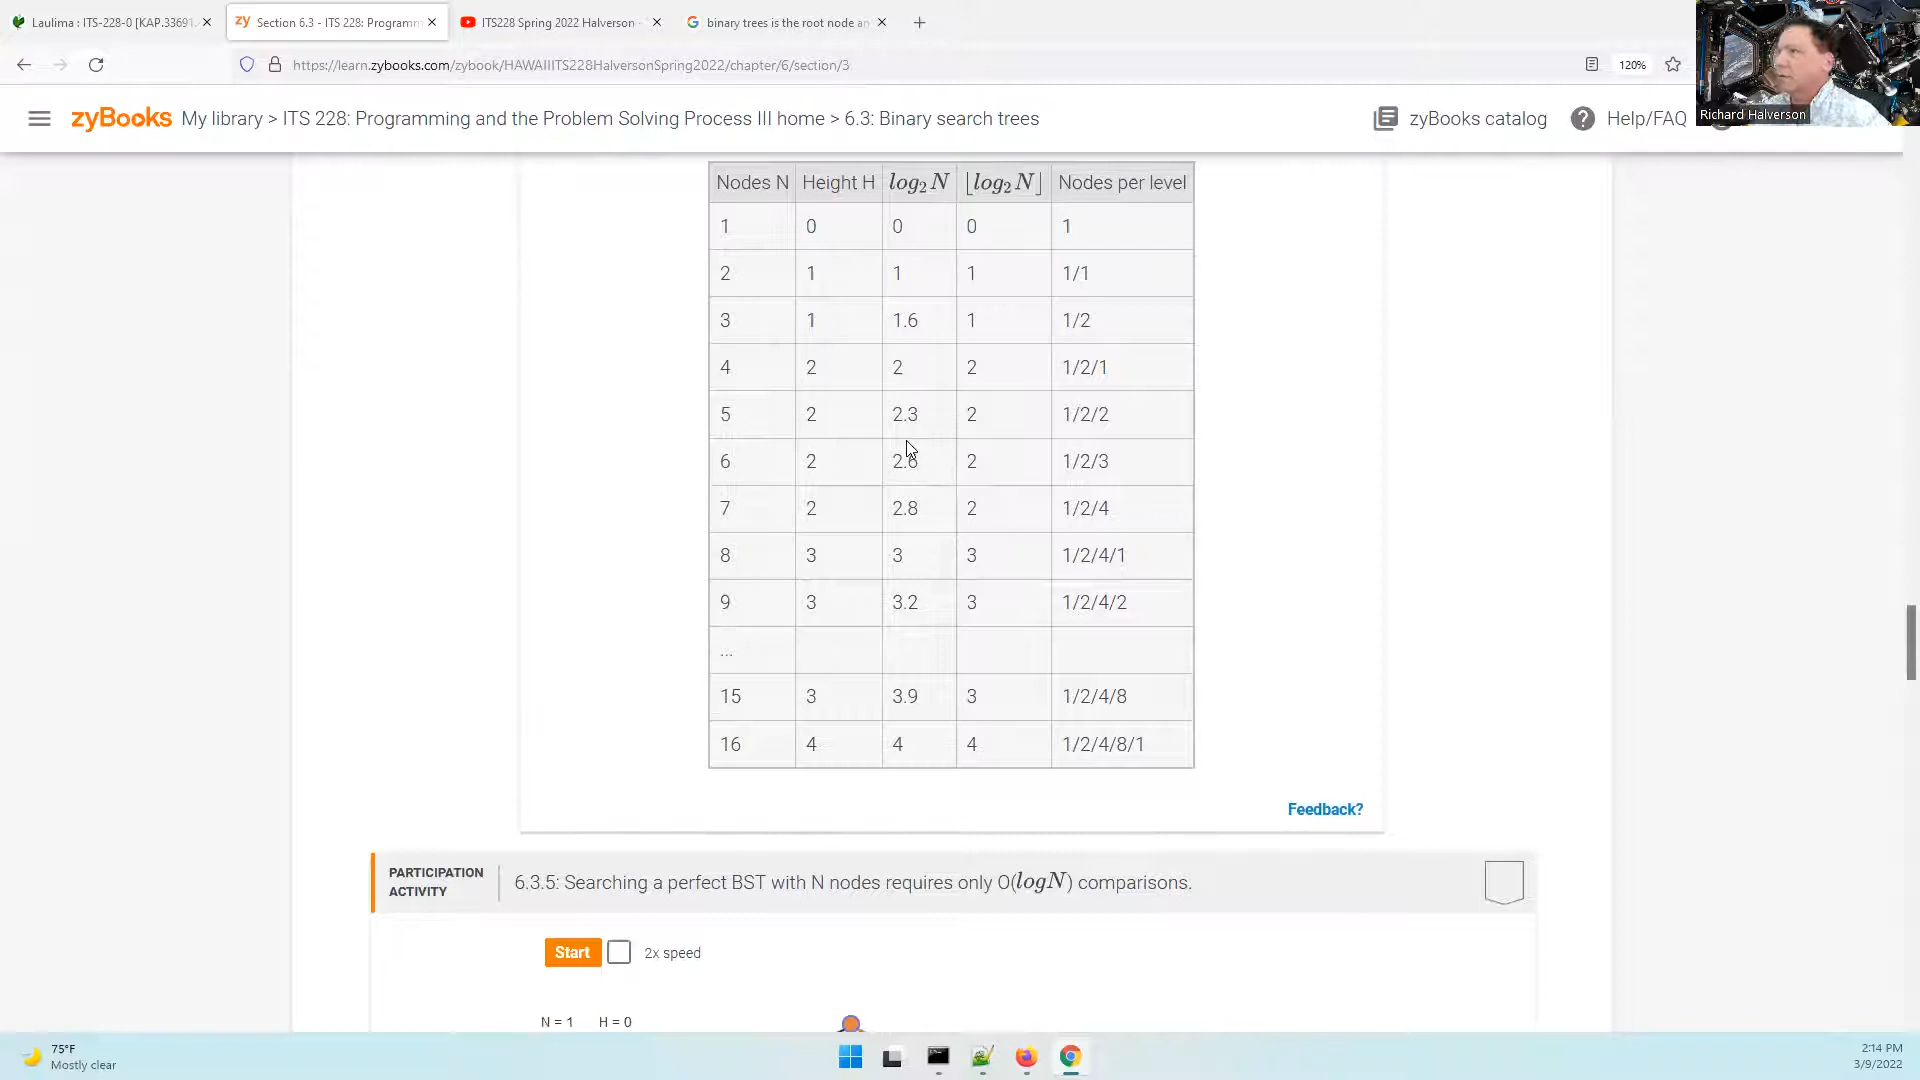 Laulima : ITS-228-0 [KAP.33691.
zy Section 6.3 - ITS 228: Programm
ITS228 Spring 2022 Halverson -
binary trees is the root node an
https://learn.zybooks.com/zybook/HAWAIIITS228HalversonSpring2022/chapter/6/section/3
120%
Richard Halverson
zyBooks My library > ITS 228: Programming and the Problem Solving Process III home > 6.3: Binary search trees
zyBooks catalog
Help/FAQ
Nodes N Height H log₂N ⌊log₂N⌋ Nodes per level
1 0 0 0 1
2 1 1 1 1/1
3 1 1.6 1 1/2
4 2 2 2 1/2/1
5 2 2.3 2 1/2/2
6 2 2.6 2 1/2/3
7 2 2.8 2 1/2/4
8 3 3 3 1/2/4/1
9 3 3.2 3 1/2/4/2
...
15 3 3.9 3 1/2/4/8
16 4 4 4 1/2/4/8/1
Feedback?
PARTICIPATION
ACTIVITY
6.3.5: Searching a perfect BST with N nodes requires only O(logN) comparisons.
Start 2x speed
N = 1 H = 0
75°F
Mostly clear
2:14 PM
3/9/2022